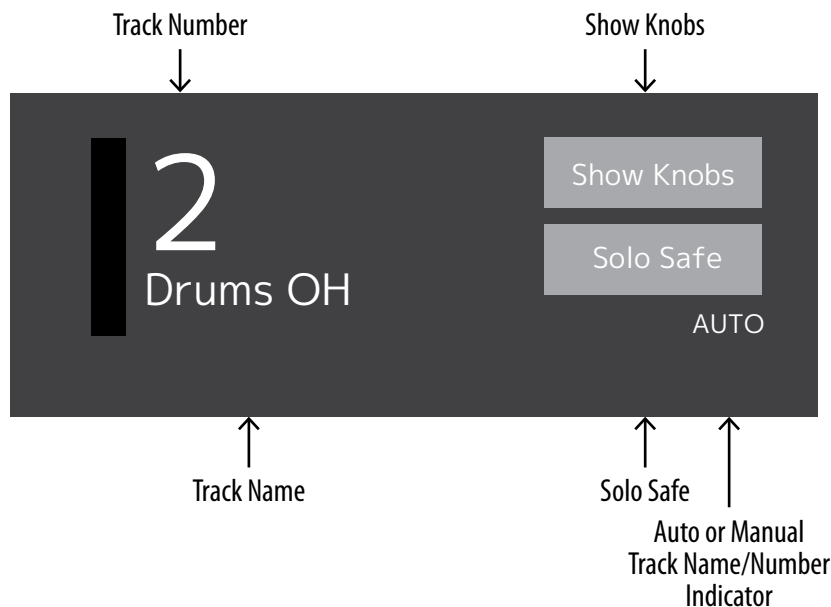 Track Number
Show Knobs
2
Show Knobs
Drums OH
Solo Safe
AUTO
Track Name
Solo Safe
Auto or Manual
Track Name/Number
Indicator